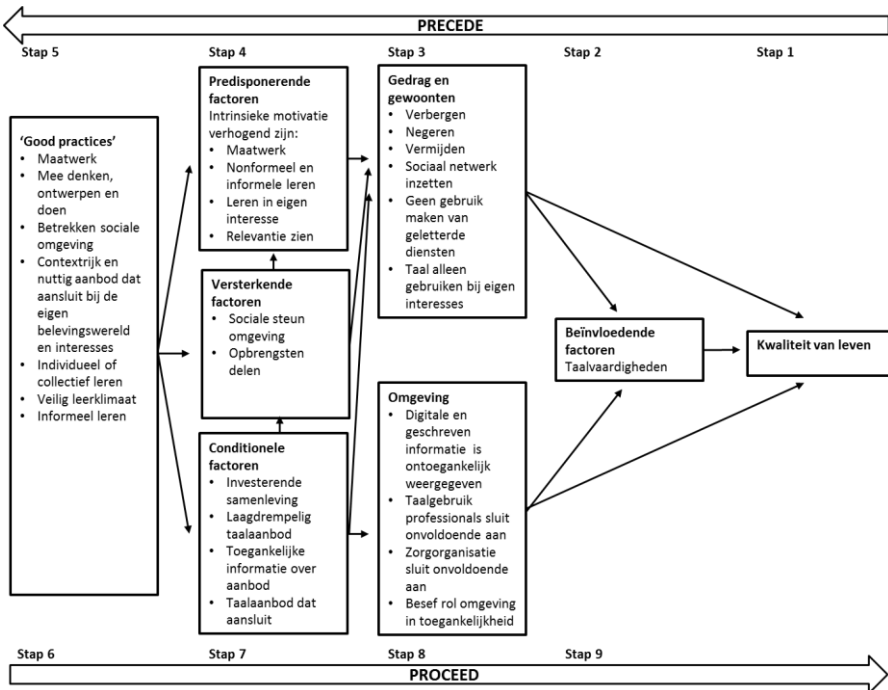 PRECEDE
Stap 5
Stap 4
Stap 3
Stap 2
Stap 1
‘Good practices’
• Maatwerk
• Mee denken,
ontwerpen en
doen
• Betrekken sociale
omgeving
• Contextrijk en
nuttig aanbod dat
aansluit bij de
eigen
belevingswereld
en interesses
• Individueel of
collectief leren
• Veilig leerklimaat
• Informeel leren
Predisponerende
factoren
Intrinsieke motivatie
verhogend zijn:
• Maatwerk
• Nonformeel en
informele leren
• Leren in eigen
interesse
• Relevantie zien
Versterkende
factoren
• Sociale steun
omgeving
• Opbrengsten
delen
Conditionele
factoren
• Investerende
samenleving
• Laagdrempelig
taalaanbod
• Toegankelijke
informatie over
aanbod
• Taalaanbod dat
aansluit
Gedrag en
gewoonten
• Verbergen
• Negeren
• Vermijden
• Sociaal netwerk
inzetten
• Geen gebruik
maken van
geletterde
diensten
• Taal alleen
gebruiken bij eigen
interesses
Omgeving
• Digitale en
geschreven
informatie is
ontoegankelijk
weergegeven
• Taalgebruik
professionals sluit
onvoldoende aan
• Zorgorganisatie
sluit onvoldoende
aan
• Besef rol omgeving
in toegankelijkheid
Beïnvloedende
factoren
Taalvaardigheden
Kwaliteit van leven
Stap 6
Stap 7
Stap 8
Stap 9
PROCEED